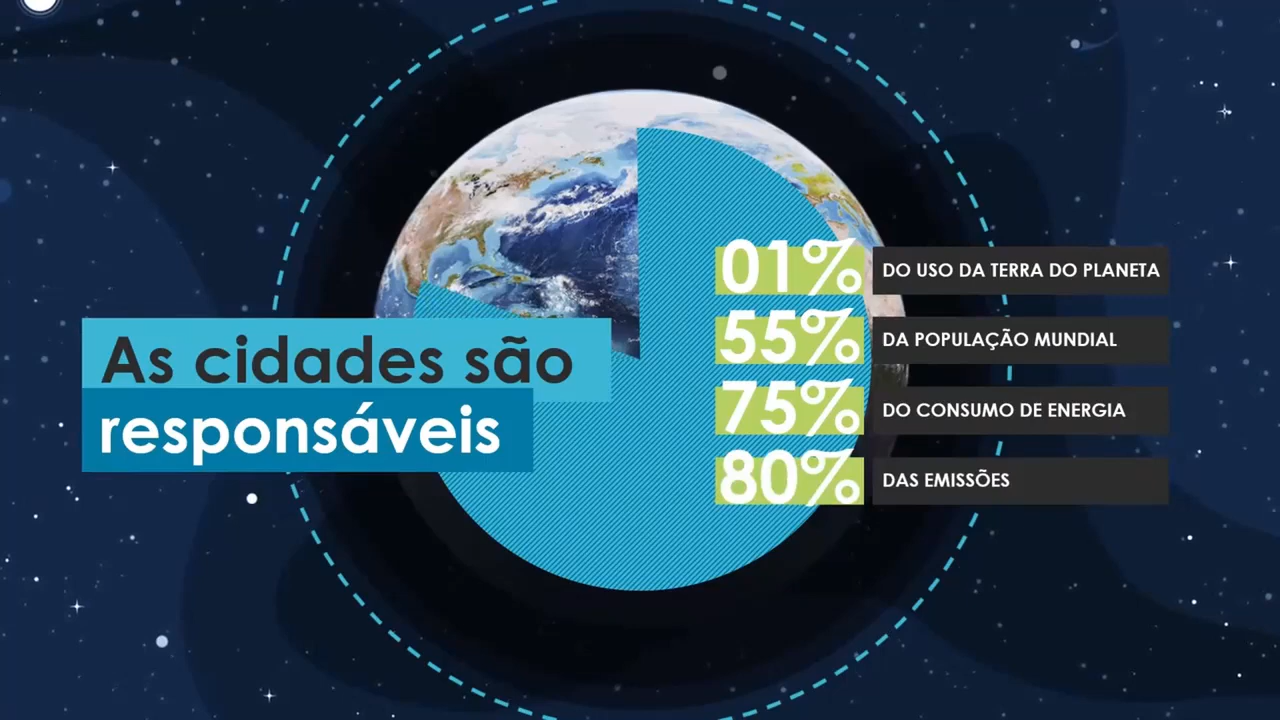 As cidades são
responsáveis
01% DO USO DA TERRA DO PLANETA
55% DA POPULAÇÃO MUNDIAL
75% DO CONSUMO DE ENERGIA
80% DAS EMISSÕES